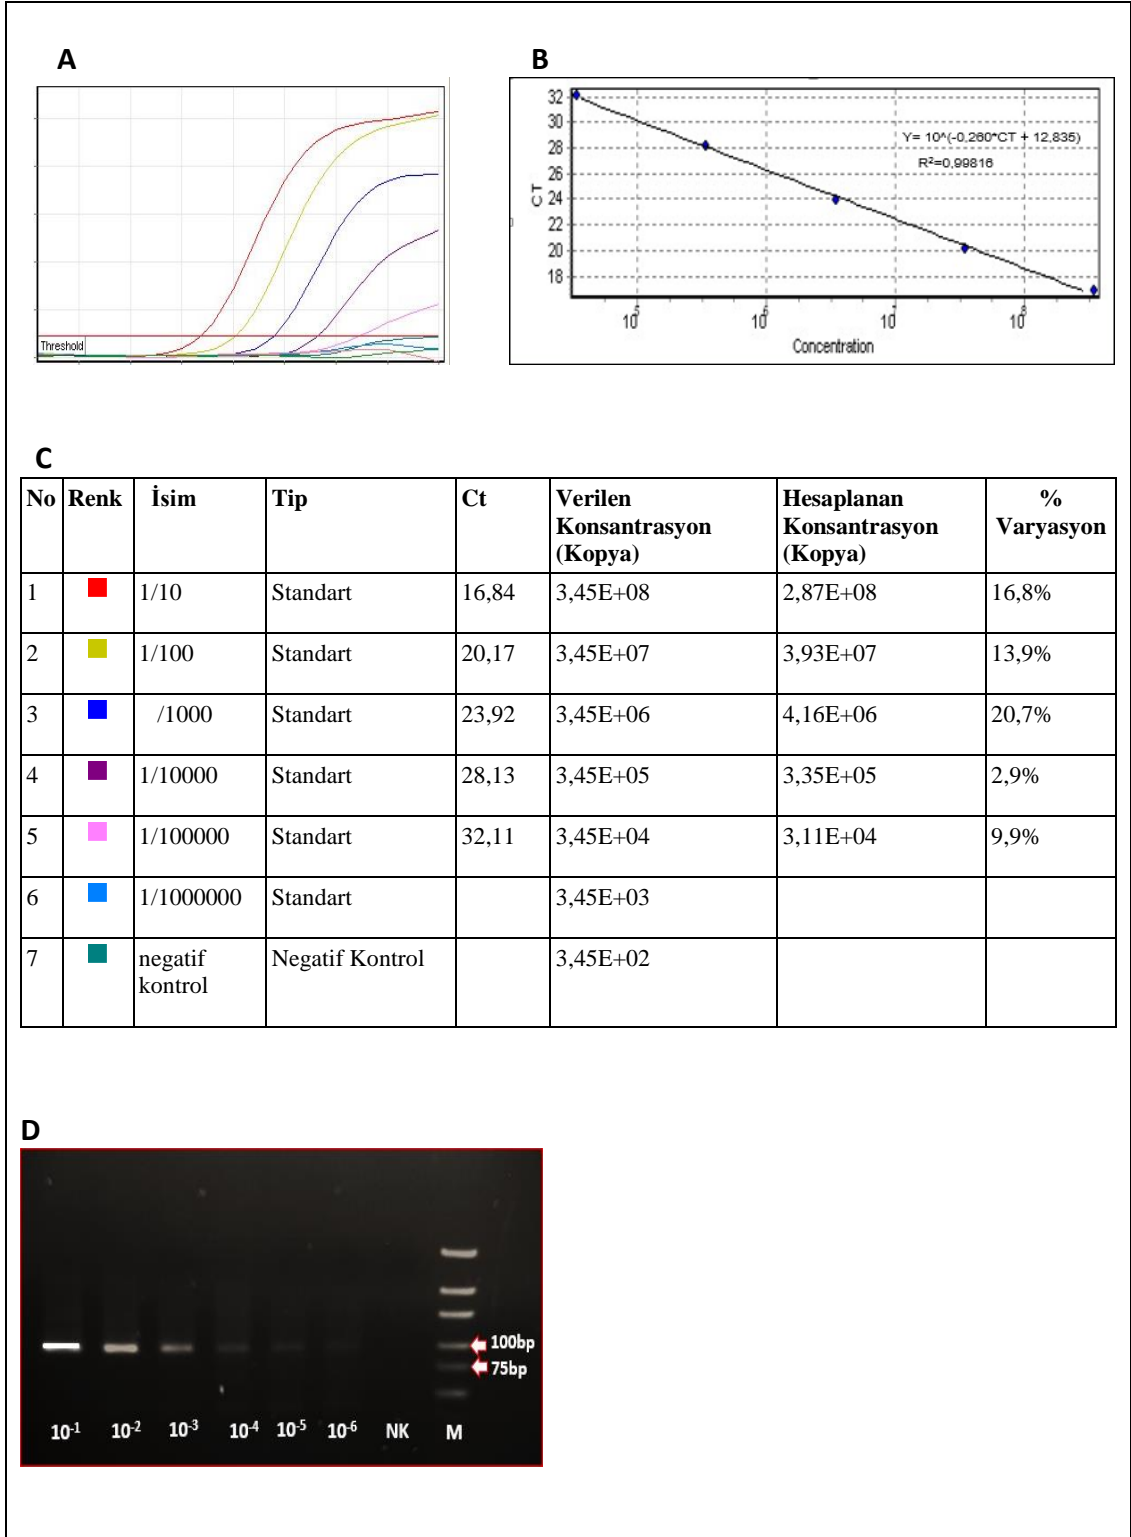 A
B
Threshold
32
30
28
26
24
22
20
18
CT
Y= 10^(-0,260*CT + 12,835)
R²=0,99816
10⁵
10⁶
10⁷
10⁸
Concentration
C
No Renk İsim Tip Ct Verilen Konsantrasyon (Kopya) Hesaplanan Konsantrasyon (Kopya) % Varyasyon
1 1/10 Standart 16,84 3,45E+08 2,87E+08 16,8%
2 1/100 Standart 20,17 3,45E+07 3,93E+07 13,9%
3 /1000 Standart 23,92 3,45E+06 4,16E+06 20,7%
4 1/10000 Standart 28,13 3,45E+05 3,35E+05 2,9%
5 1/100000 Standart 32,11 3,45E+04 3,11E+04 9,9%
6 1/1000000 Standart 3,45E+03
7 negatif kontrol Negatif Kontrol 3,45E+02
D
100bp
75bp
10⁻¹ 10⁻² 10⁻³ 10⁻⁴ 10⁻⁵ 10⁻⁶ NK M